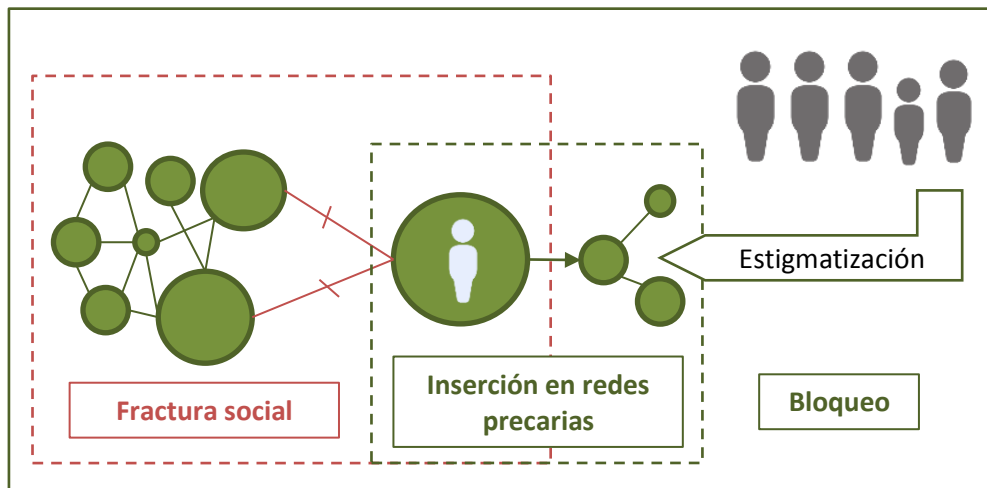 Estigmatización
Fractura social
Inserción en redes
precarias
Bloqueo